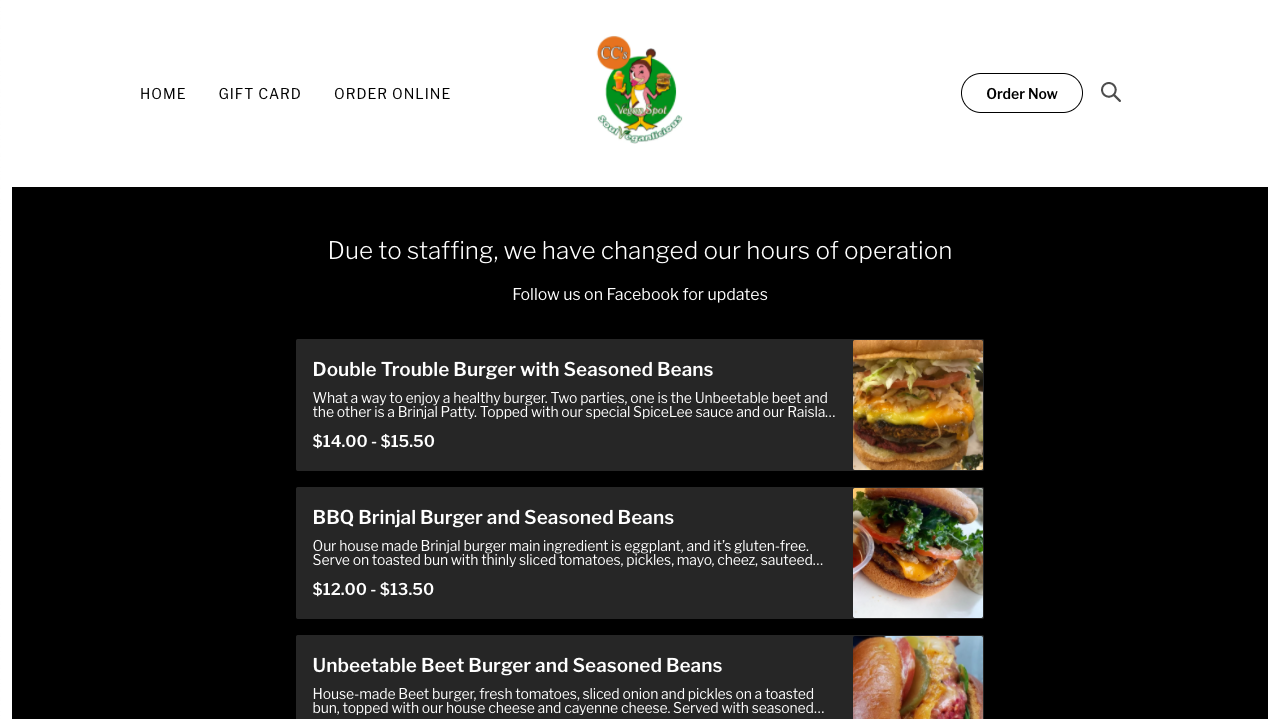 CC's
Veggy Spot
SoulVeganlicious
HOME
GIFT CARD
ORDER ONLINE
Order Now
Due to staffing, we have changed our hours of operation
Follow us on Facebook for updates
Double Trouble Burger with Seasoned Beans
What a way to enjoy a healthy burger. Two parties, one is the Unbeetable beet and
the other is a Brinjal Patty. Topped with our special SpiceLee sauce and our Raisla…
$14.00 - $15.50
BBQ Brinjal Burger and Seasoned Beans
Our house made Brinjal burger main ingredient is eggplant, and it’s gluten-free.
Serve on toasted bun with thinly sliced tomatoes, pickles, mayo, cheez, sauteed…
$12.00 - $13.50
Unbeetable Beet Burger and Seasoned Beans
House-made Beet burger, fresh tomatoes, sliced onion and pickles on a toasted
bun, topped with our house cheese and cayenne cheese. Served with seasoned…